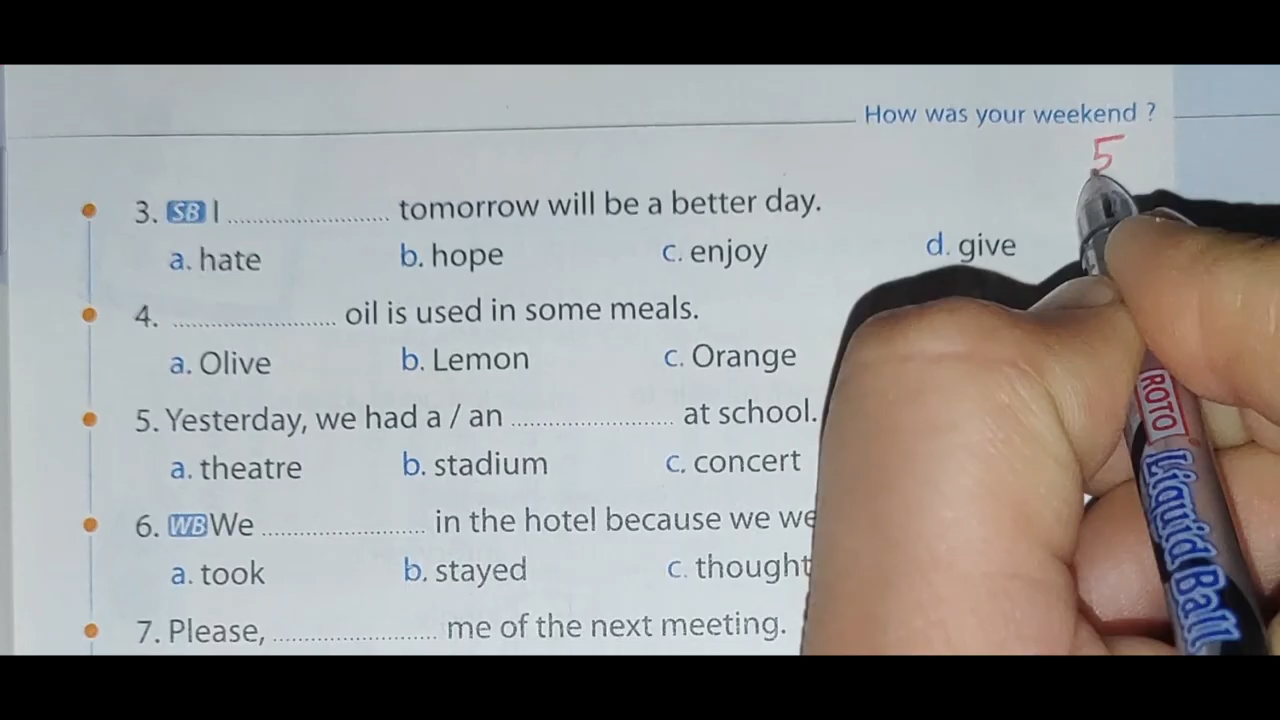 How was your weekend ?
5
3. SB I ........................ tomorrow will be a better day.
a. hate b. hope c. enjoy d. give
4. ........................ oil is used in some meals.
a. Olive b. Lemon c. Orange
5. Yesterday, we had a / an ........................ at school.
a. theatre b. stadium c. concert
6. WB We ........................ in the hotel because we we
a. took b. stayed c. thought
7. Please, ........................ me of the next meeting.
ROTO
Liquid Ball